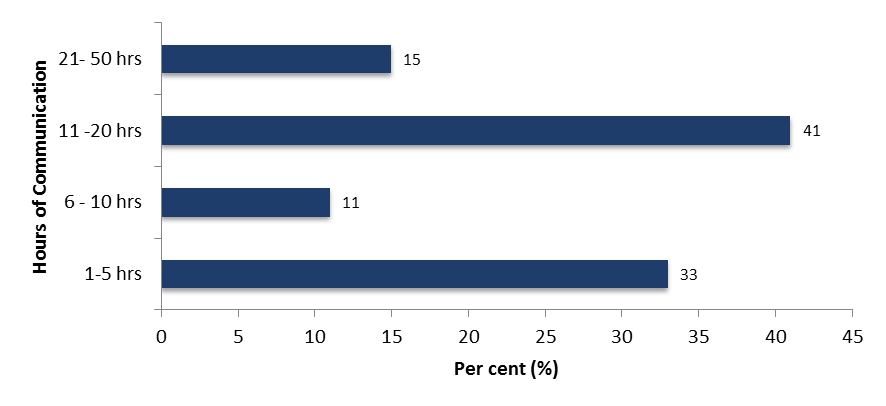 Hours of Communication
21- 50 hrs
15
11 -20 hrs
41
6 - 10 hrs
11
1-5 hrs
33
0 5 10 15 20 25 30 35 40 45
Per cent (%)